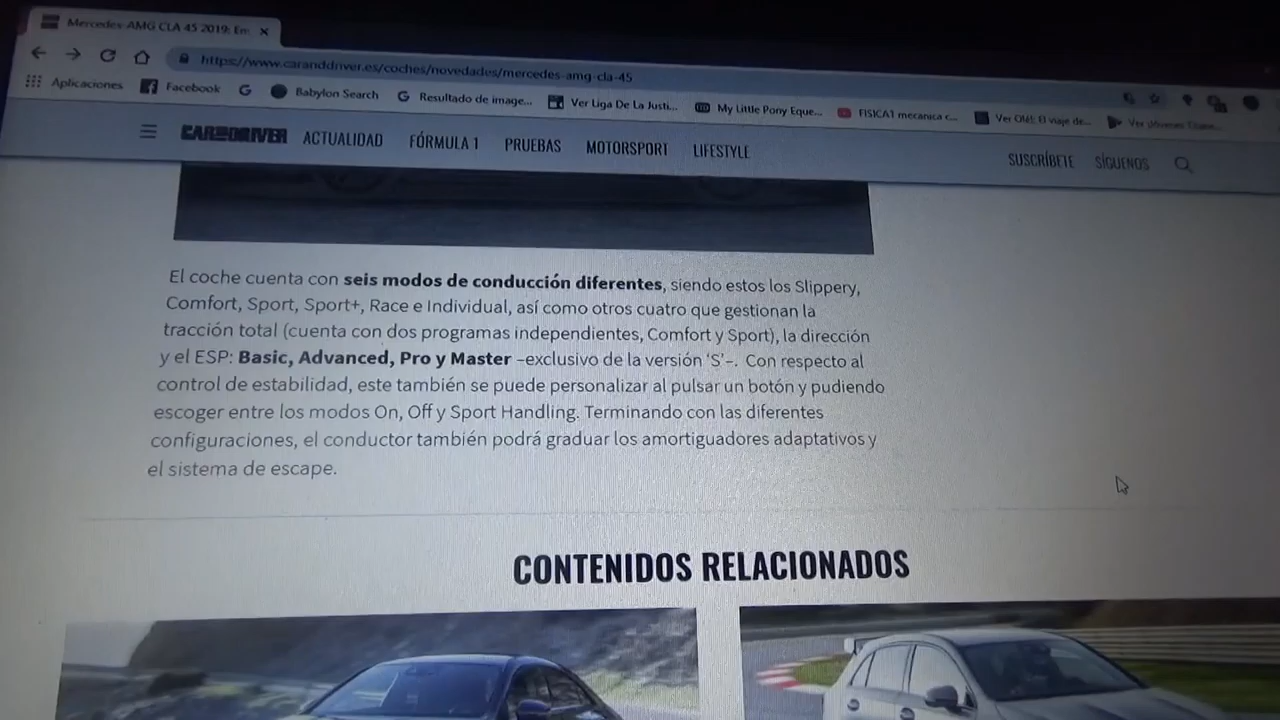 Mercedes-AMG CLA 45 2019: Em
https://www.caranddriver.es/coches/novedades/mercedes-amg-cla-45
Aplicaciones Facebook Babylon Search Resultado de image... Ver Liga De La Justi... My Little Pony Eque... FISICA1 mecanica c... Ver Olé!: El viaje de...
CAR AND DRIVER ACTUALIDAD FÓRMULA 1 PRUEBAS MOTORSPORT LIFESTYLE SUSCRÍBETE SÍGUENOS
El coche cuenta con seis modos de conducción diferentes, siendo estos los Slippery,
Comfort, Sport, Sport+, Race e Individual, así como otros cuatro que gestionan la
tracción total (cuenta con dos programas independientes, Comfort y Sport), la dirección
y el ESP: Basic, Advanced, Pro y Master –exclusivo de la versión ‘S’–. Con respecto al
control de estabilidad, este también se puede personalizar al pulsar un botón y pudiendo
escoger entre los modos On, Off y Sport Handling. Terminando con las diferentes
configuraciones, el conductor también podrá graduar los amortiguadores adaptativos y
el sistema de escape.
CONTENIDOS RELACIONADOS